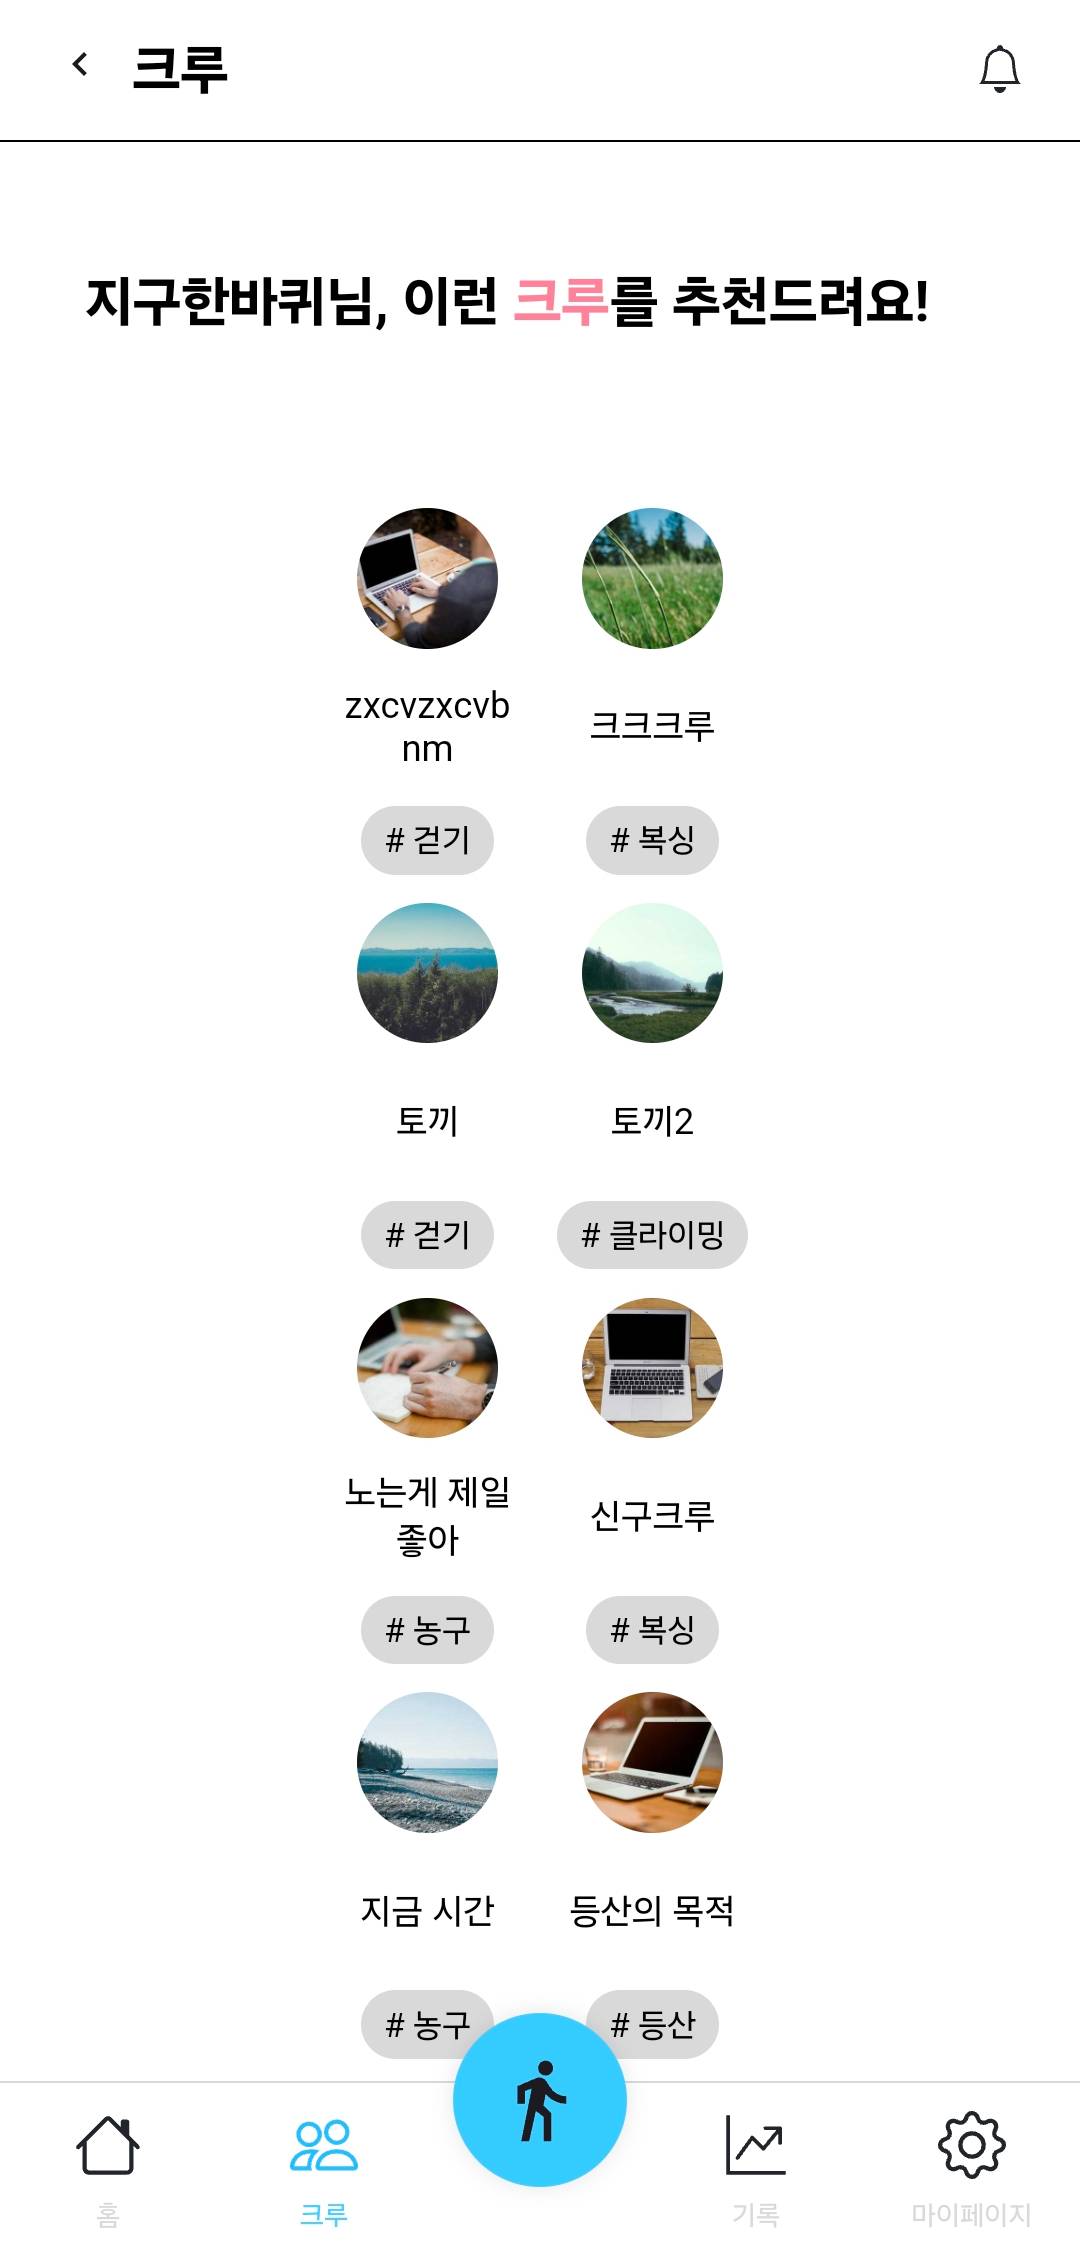 크루
지구한바퀴님, 이런 크루를 추천드려요!
zxcvzxcvb
nm
크크크루
# 걷기
# 복싱
토끼
토끼2
# 걷기
# 클라이밍
노는게 제일
좋아
신구크루
# 농구
# 복싱
지금 시간
등산의 목적
# 농구
# 등산
홈
크루
기록
마이페이지